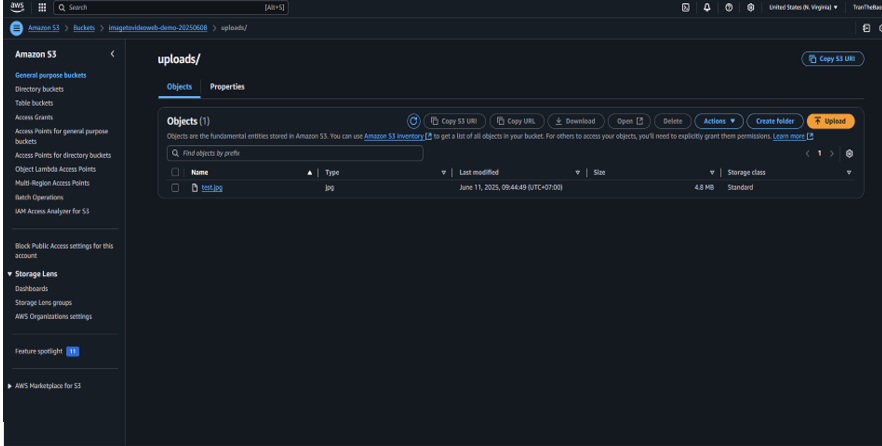 aws
Search
[Alt+S]
United States (N. Virginia)
TranTheBao
Amazon S3 > Buckets > imagetovideoweb-demo-20250608 > uploads/
Amazon S3
General purpose buckets
Directory buckets
Table buckets
Access Grants
Access Points for general purpose
buckets
Access Points for directory buckets
Object Lambda Access Points
Multi-Region Access Points
Batch Operations
IAM Access Analyzer for S3
Block Public Access settings for this
account
Storage Lens
Dashboards
Storage Lens groups
AWS Organizations settings
Feature spotlight 11
AWS Marketplace for S3
uploads/
Copy S3 URI
Objects Properties
Objects (1)
Copy S3 URI Copy URL Download Open Delete Actions Create folder Upload
Objects are the fundamental entities stored in Amazon S3. You can use Amazon S3 inventory to get a list of all objects in your bucket. For others to access your objects, you'll need to explicitly grant them permissions. Learn more
Find objects by prefix
1
Name Type Last modified Size Storage class
test.jpg jpg June 11, 2025, 09:44:49 (UTC+07:00) 4.8 MB Standard